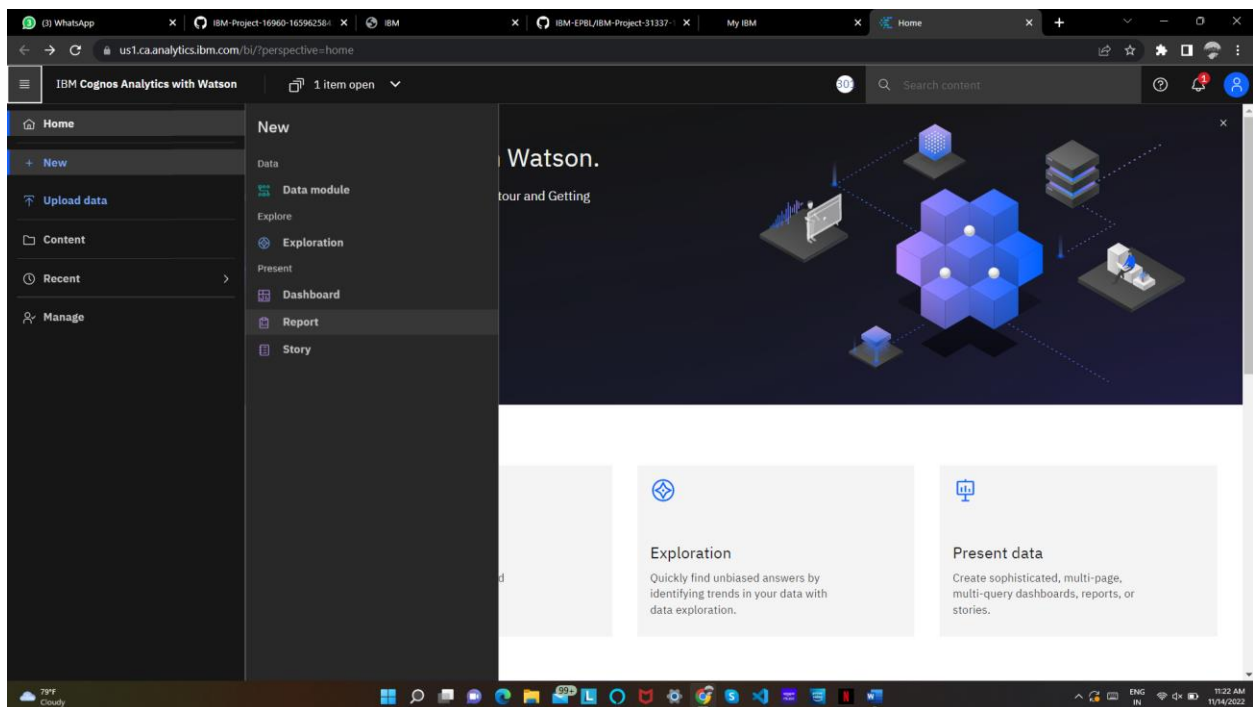 (3) WhatsApp
IBM-Project-16960-165962584
IBM
IBM-EPBL/IBM-Project-31337-1
My IBM
Home
us1.ca.analytics.ibm.com/bi/?perspective=home
IBM Cognos Analytics with Watson
1 item open
301
Search content
1
Home
New
Upload data
Content
Recent
Manage
New
Data
Data module
Explore
Exploration
Present
Dashboard
Report
Story
Watson.
tour and Getting
d
Exploration
Quickly find unbiased answers by
identifying trends in your data with
data exploration.
Present data
Create sophisticated, multi-page,
multi-query dashboards, reports, or
stories.
79°F
Cloudy
99+
ENG
IN
11:22 AM
11/14/2022